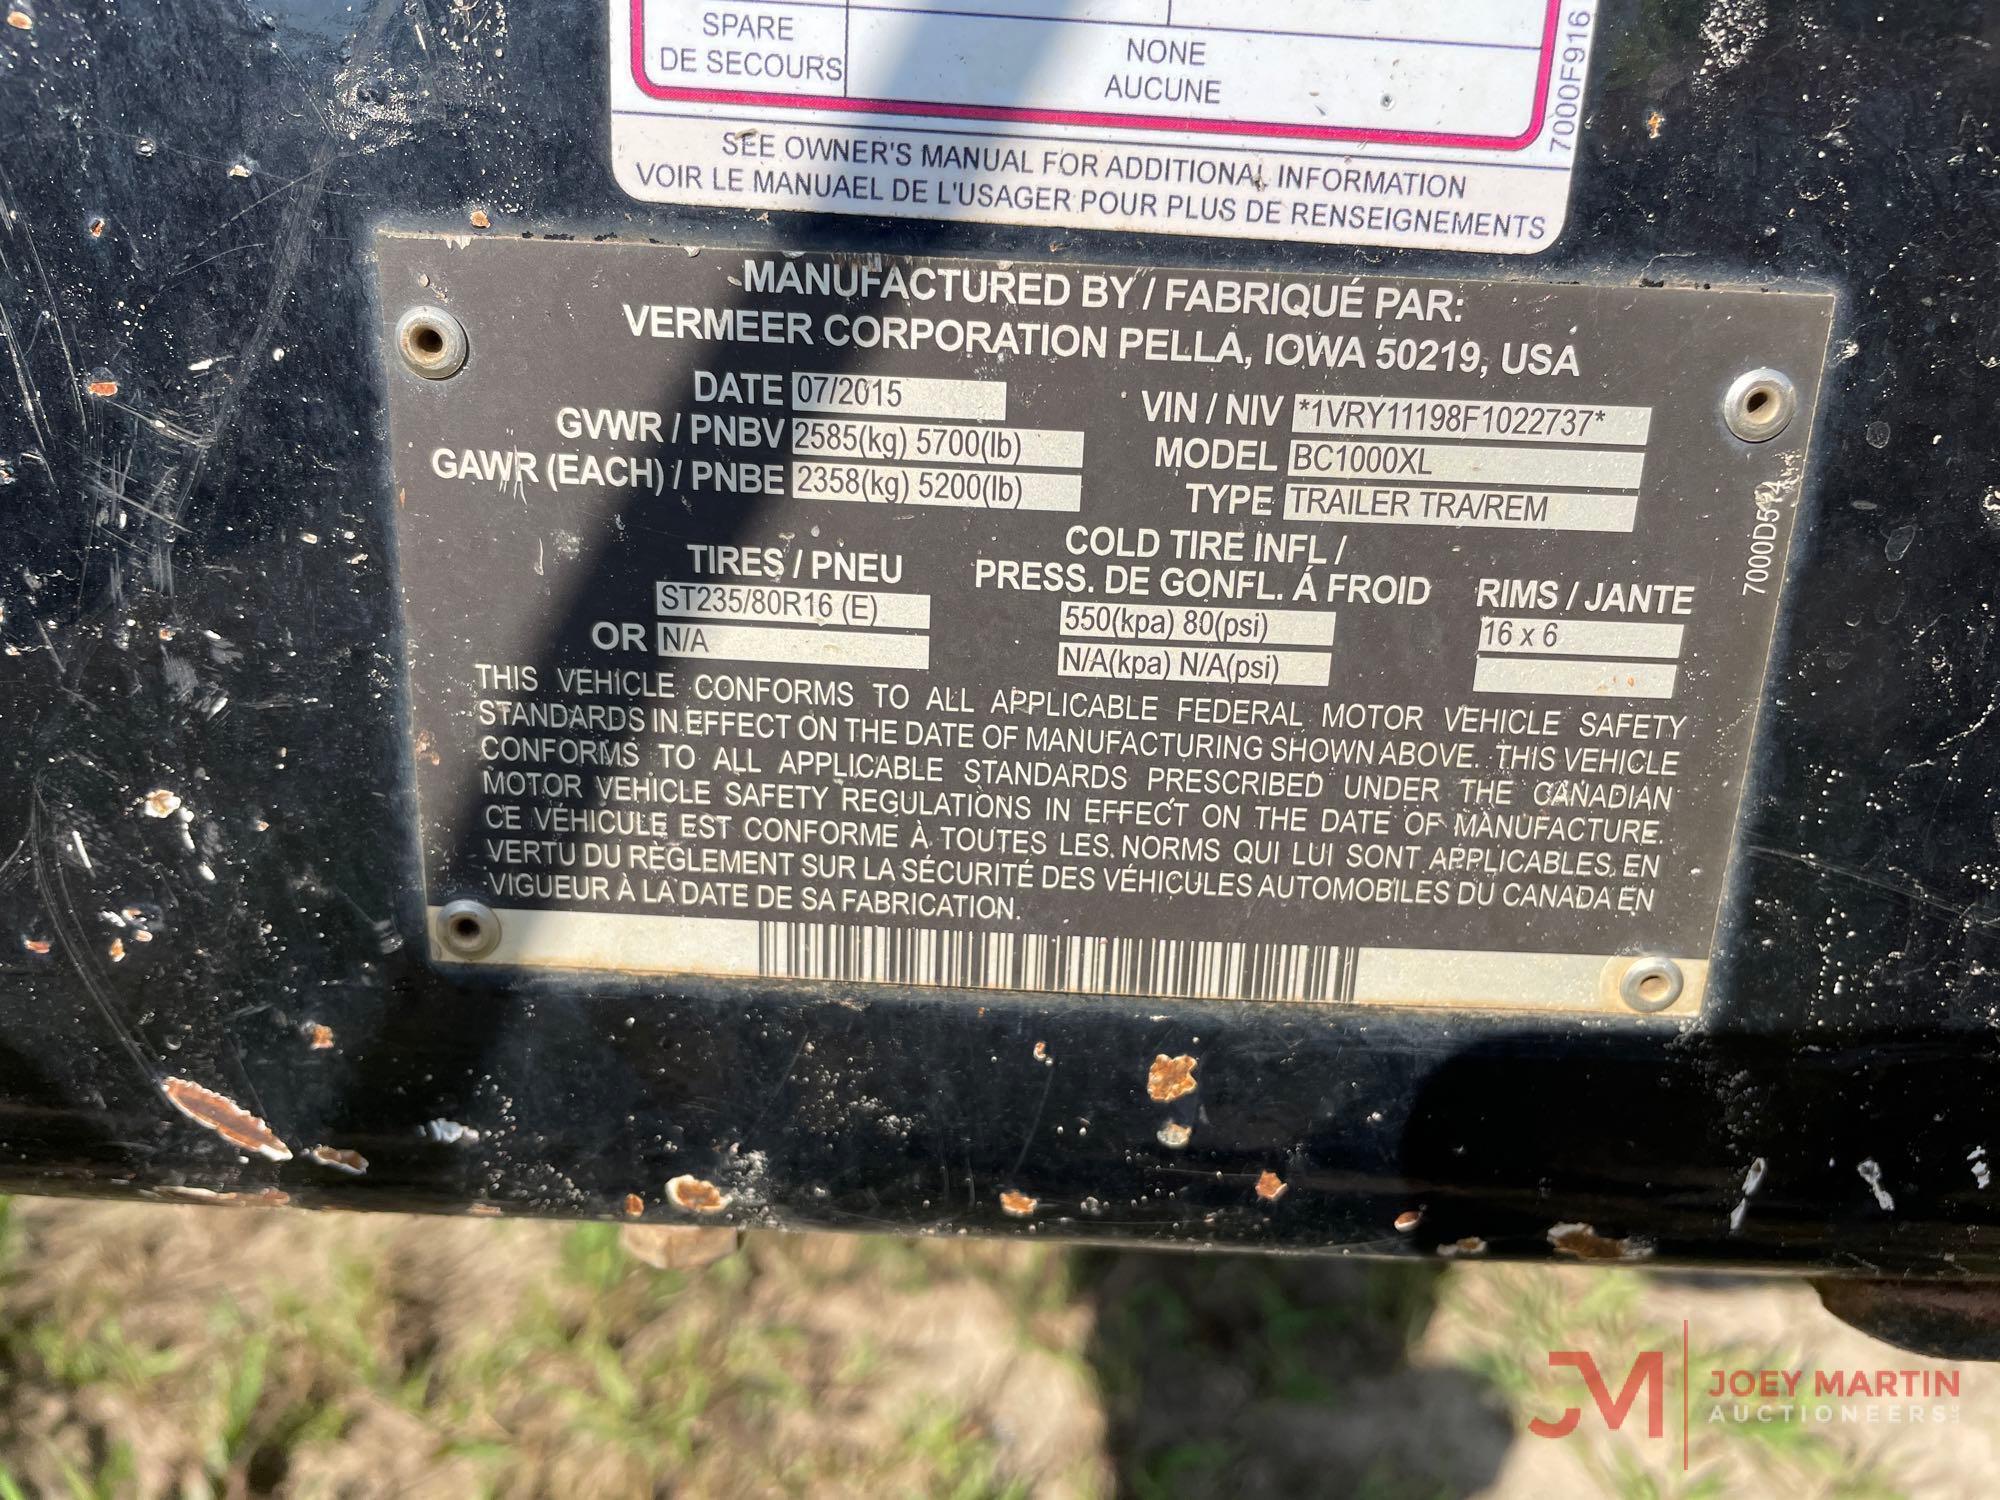 SPARE
DE SECOURS
NONE
AUCUNE
7000F916
SEE OWNER'S MANUAL FOR ADDITIONAL INFORMATION
VOIR LE MANUAEL DE L'USAGER POUR PLUS DE RENSEIGNEMENTS
MANUFACTURED BY / FABRIQUÉ PAR:
VERMEER CORPORATION PELLA, IOWA 50219, USA
DATE 07/2015
GVWR / PNBV 2585(kg) 5700(lb)
GAWR (EACH) / PNBE 2358(kg) 5200(lb)
VIN / NIV *1VRY11198F1022737*
MODEL BC1000XL
TYPE TRAILER TRA/REM
TIRES / PNEU
ST235/80R16 (E)
OR N/A
COLD TIRE INFL /
PRESS. DE GONFL. Á FROID
550(kpa) 80(psi)
N/A(kpa) N/A(psi)
RIMS / JANTE
16 x 6
THIS VEHICLE CONFORMS TO ALL APPLICABLE FEDERAL MOTOR VEHICLE SAFETY
STANDARDS IN EFFECT ON THE DATE OF MANUFACTURING SHOWN ABOVE. THIS VEHICLE
CONFORMS TO ALL APPLICABLE STANDARDS PRESCRIBED UNDER THE CANADIAN
MOTOR VEHICLE SAFETY REGULATIONS IN EFFECT ON THE DATE OF MANUFACTURE.
CE VÉHICULE EST CONFORME À TOUTES LES NORMS QUI LUI SONT APPLICABLES EN
VERTU DU RÈGLEMENT SUR LA SÉCURITÉ DES VÉHICULES AUTOMOBILES DU CANADA EN
VIGUEUR À LA DATE DE SA FABRICATION.
JM
JOEY MARTIN
AUCTIONEERS LLC